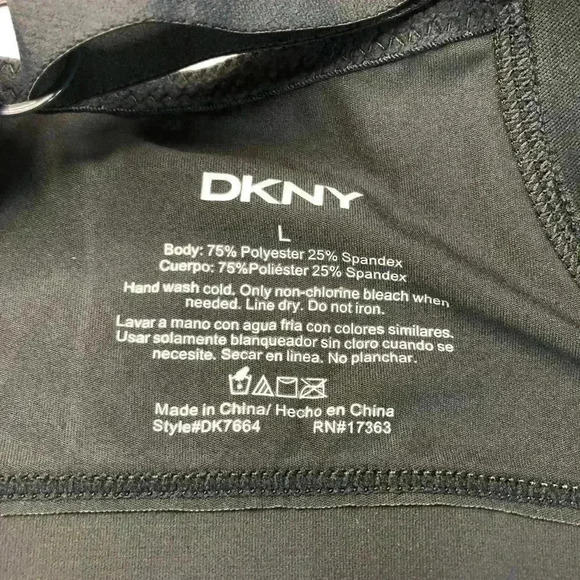 DKNY
L
Body: 75% Polyester 25% Spandex
Cuerpo: 75%Poliéster 25% Spandex
Hand wash cold. Only non-chlorine bleach when
needed. Line dry. Do not iron.
Lavar a mano con agua fria con colores similares.
Usar solamente blanqueador sin cloro cuando se
necesite. Secar en linea. No planchar.
Made in China/ Hecho en China
Style#DK7664 RN#17363